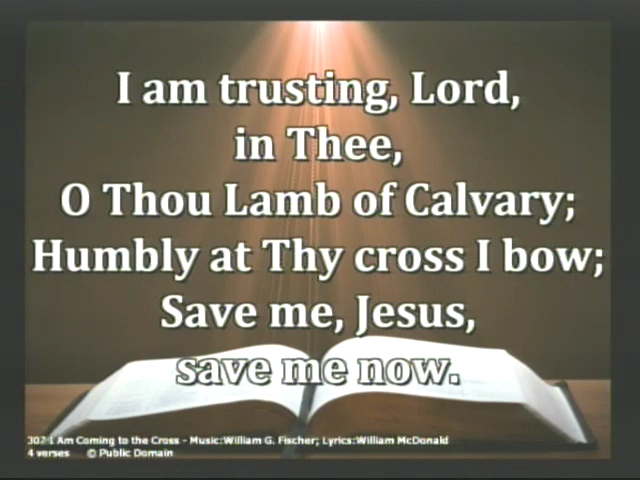 I am trusting, Lord,
in Thee,
O Thou Lamb of Calvary;
Humbly at Thy cross I bow;
Save me, Jesus,
save me now.
307 I Am Coming to the Cross - Music:William G. Fischer; Lyrics:William McDonald
4 verses © Public Domain